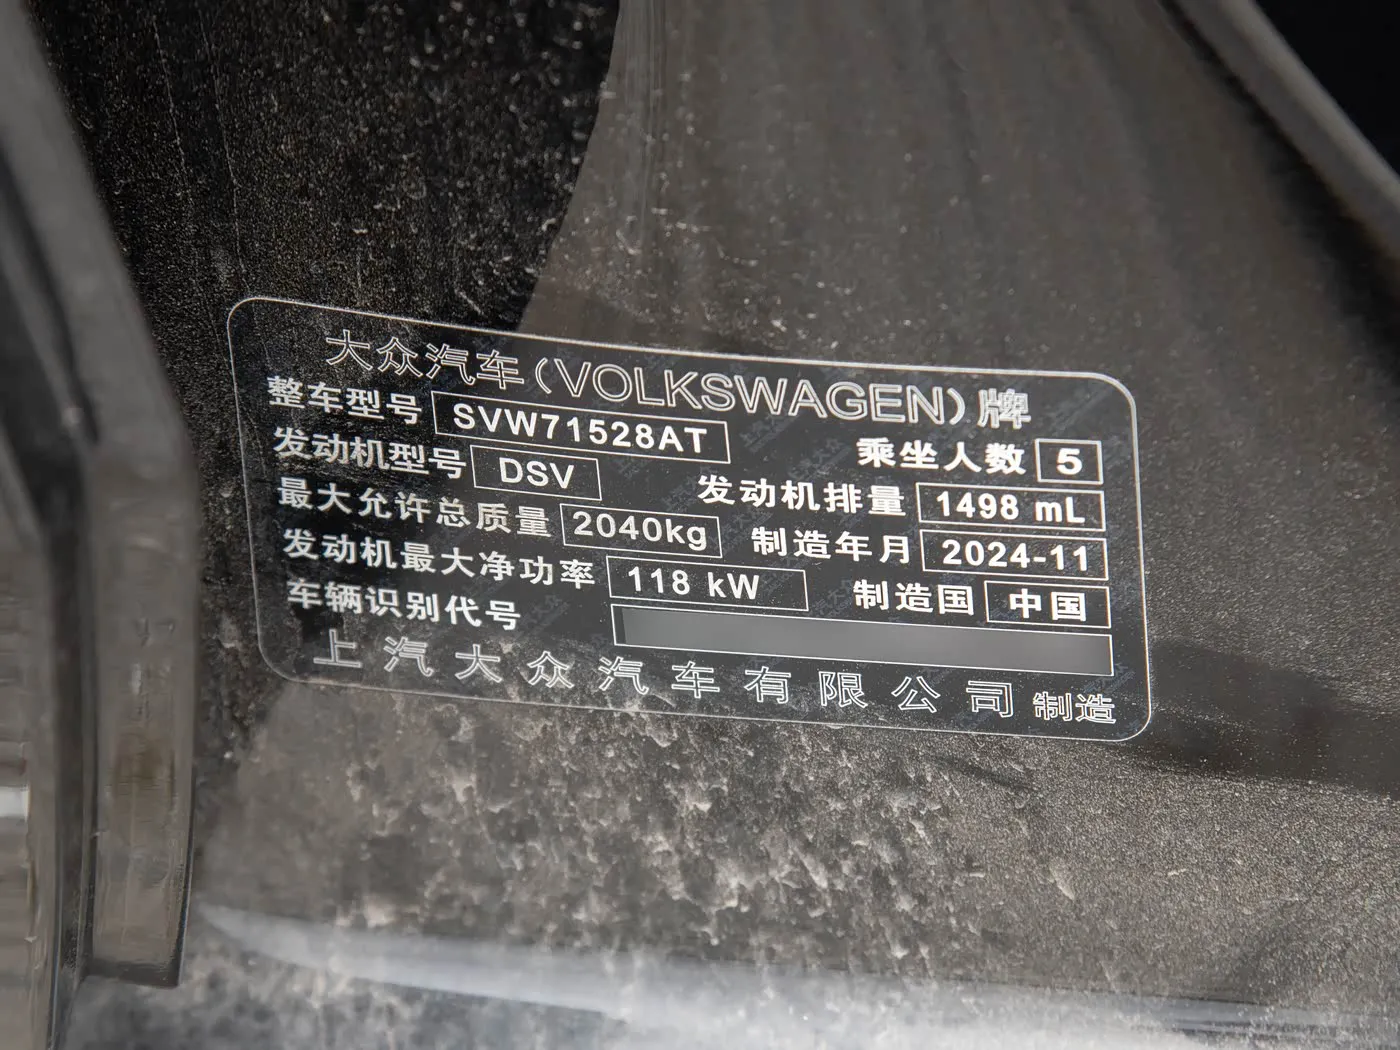 大众汽车(VOLKSWAGEN)牌
整车型号 SVW71528AT 乘坐人数 5
发动机型号 DSV 发动机排量 1498 mL
最大允许总质量 2040kg 制造年月 2024-11
发动机最大净功率 118 kW 制造国 中国
车辆识别代号
上汽大众汽车有限公司 制造